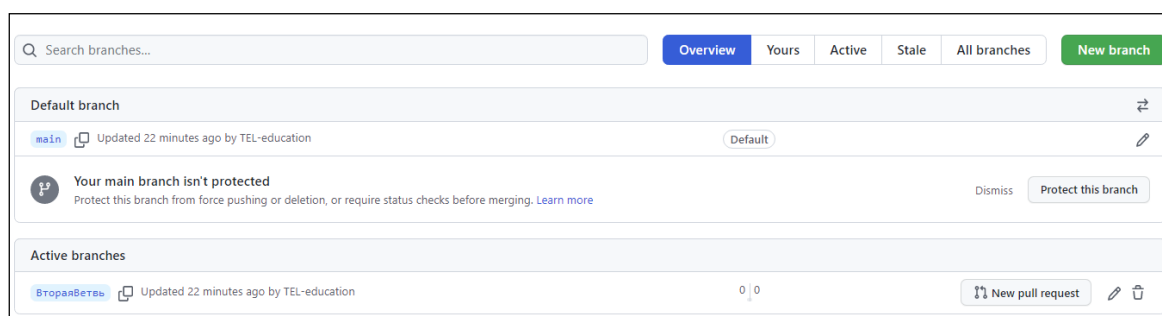 Search branches...
Overview Yours Active Stale All branches New branch
Default branch
main Updated 22 minutes ago by TEL-education Default
Your main branch isn't protected
Protect this branch from force pushing or deletion, or require status checks before merging. Learn more
Dismiss Protect this branch
Active branches
ВтораяВетвь Updated 22 minutes ago by TEL-education 0 0 New pull request